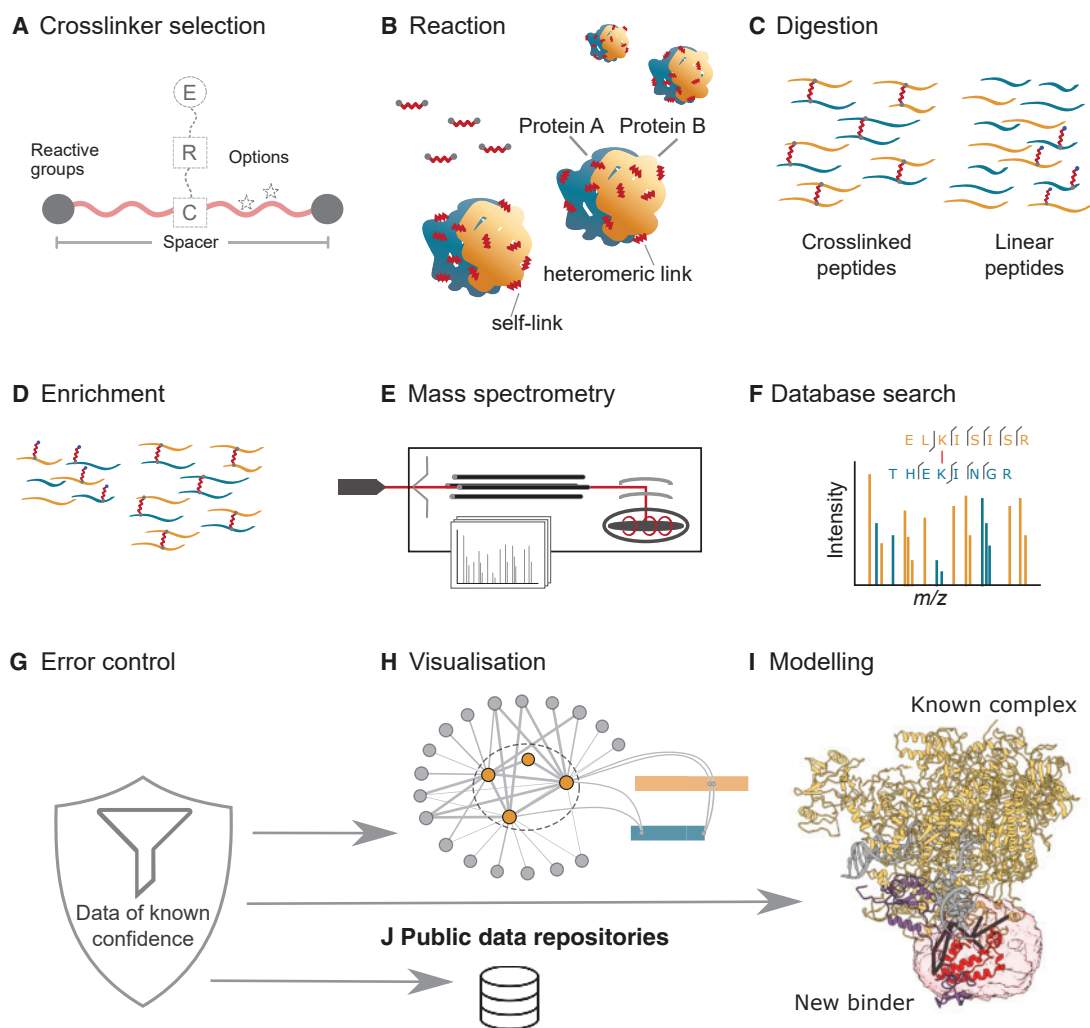 A Crosslinker selection
E
R
C
Reactive
groups
Options
Spacer
B Reaction
Protein A Protein B
heteromeric link
self-link
C Digestion
Crosslinked
peptides
Linear
peptides
D Enrichment
E Mass spectrometry
F Database search
E L K I S I S R
T H E K I N G R
Intensity
m/z
G Error control
Data of known
confidence
H Visualisation
I Modelling
Known complex
New binder
J Public data repositories